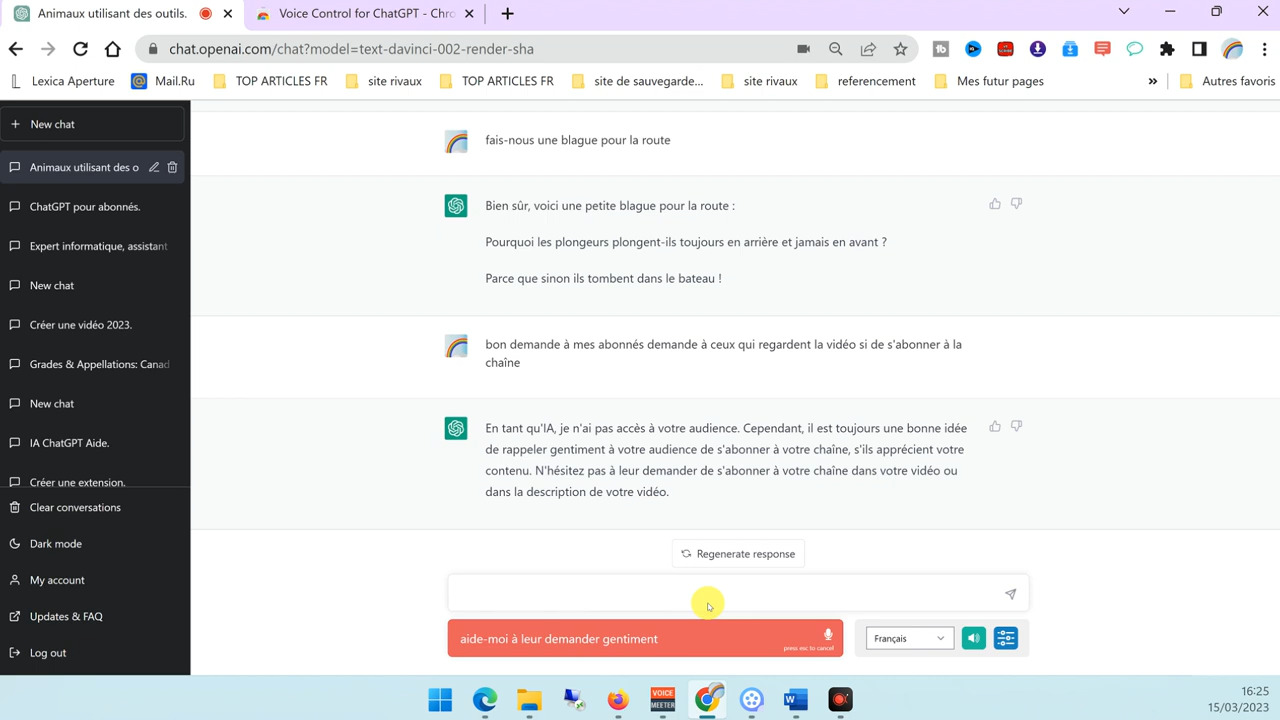 Animaux utilisant des outils.
Voice Control for ChatGPT - Chro
chat.openai.com/chat?model=text-davinci-002-render-sha
Lexica Aperture
Mail.Ru
TOP ARTICLES FR
site rivaux
TOP ARTICLES FR
site de sauvegarde...
site rivaux
referencement
Mes futur pages
»
Autres favoris
New chat
Animaux utilisant des o
ChatGPT pour abonnés.
Expert informatique, assistant
New chat
Créer une vidéo 2023.
Grades & Appellations: Canad
New chat
IA ChatGPT Aide.
Créer une extension.
Clear conversations
Dark mode
My account
Updates & FAQ
Log out
fais-nous une blague pour la route
Bien sûr, voici une petite blague pour la route :
Pourquoi les plongeurs plongent-ils toujours en arrière et jamais en avant ?
Parce que sinon ils tombent dans le bateau !
bon demande à mes abonnés demande à ceux qui regardent la vidéo si de s'abonner à la
chaîne
En tant qu'IA, je n'ai pas accès à votre audience. Cependant, il est toujours une bonne idée
de rappeler gentiment à votre audience de s'abonner à votre chaîne, s'ils apprécient votre
contenu. N'hésitez pas à leur demander de s'abonner à votre chaîne dans votre vidéo ou
dans la description de votre vidéo.
Regenerate response
aide-moi à leur demander gentiment
press esc to cancel
Français
VOICE
MEETER
16:25
15/03/2023